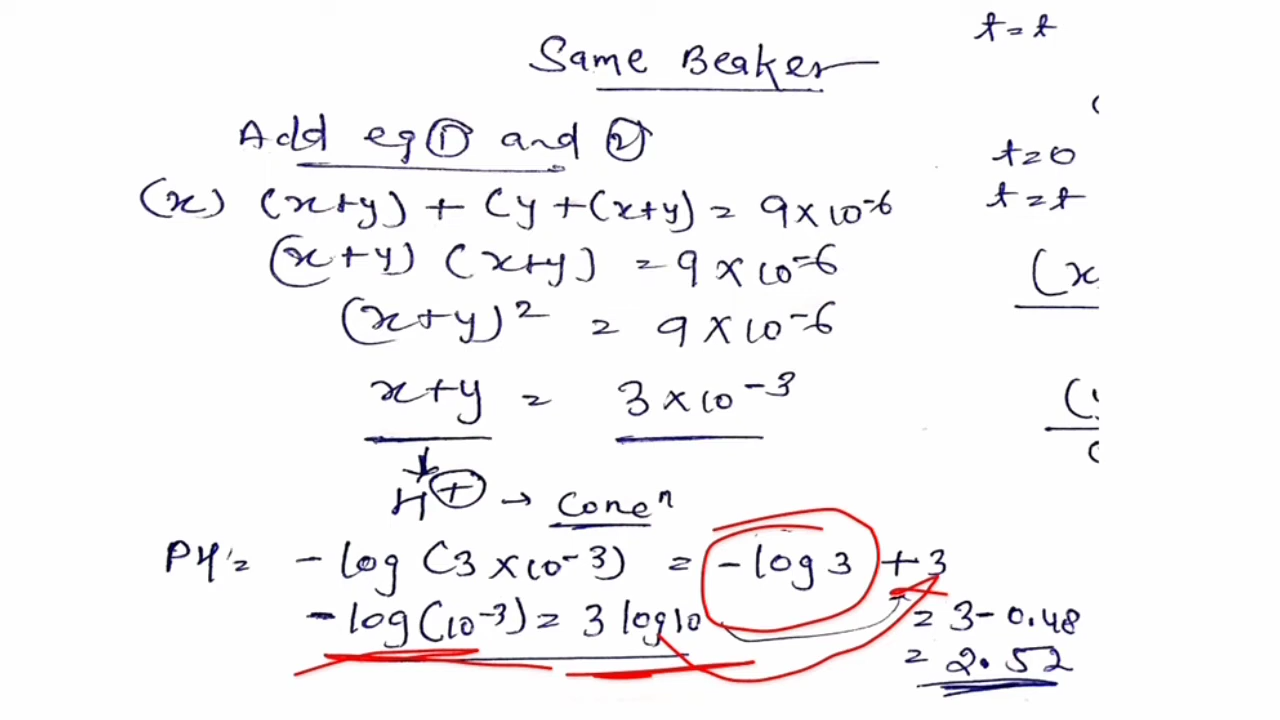 t=t
Same Beaker
Add eq ① and ②
t=0
(x) (x+y) + (y+(x+y) = 9×10⁻⁶
t=t
(x+y) (x+y) = 9×10⁻⁶
(x
(x+y)² = 9×10⁻⁶
x+y = 3×10⁻³
(y
H⊕ → Concⁿ
PH = -log (3×10⁻³) = -log 3 + 3
-log(10⁻³) = 3 log10
= 3-0.48
= 2.52